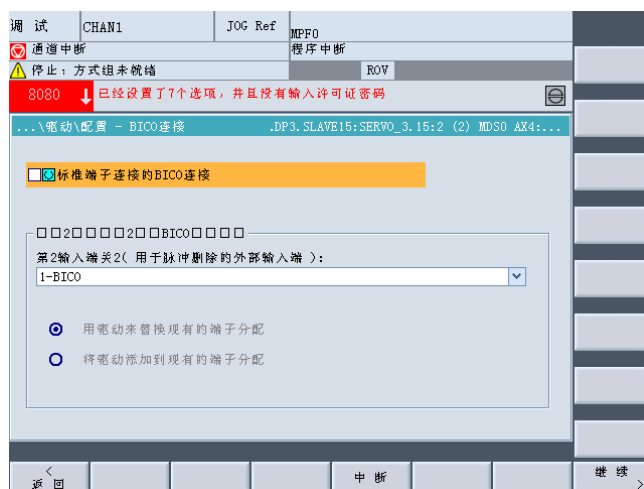 调 试 CHAN1 JOG Ref MPF0
通道中断 程序中断
停止: 方式组未就绪 ROV
8080 已经设置了7个选项, 并且没有输入许可证密码
...\驱动\配置 - BICO连接 .DP3.SLAVE15:SERVO_3.15:2 (2) MDS0 AX4:...
标准端子连接的BICO连接
□□2□□□□2□□BICO□□□□
第2输入端关2( 用于脉冲删除的外部输入端 ):
1-BICO
用驱动来替换现有的端子分配
将驱动添加到现有的端子分配
< 返 回 中 断 继 续 >